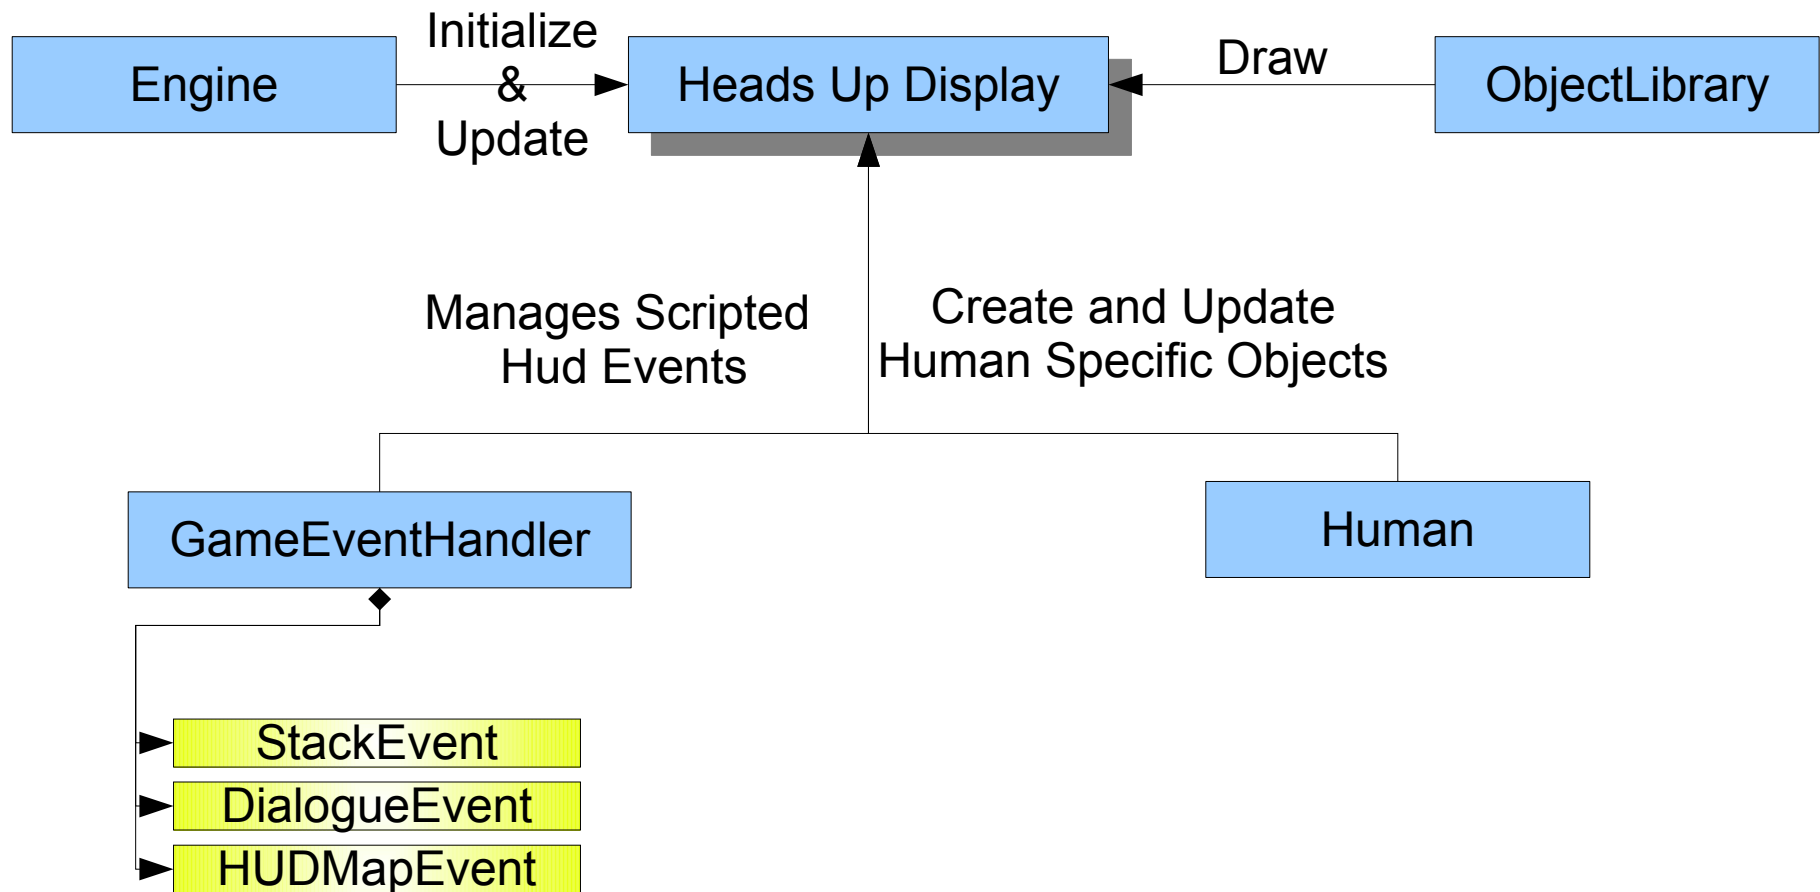 Engine
Initialize
&
Update
Heads Up Display
Draw
ObjectLibrary
Manages Scripted
Hud Events
Create and Update
Human Specific Objects
GameEventHandler
Human
StackEvent
DialogueEvent
HUDMapEvent